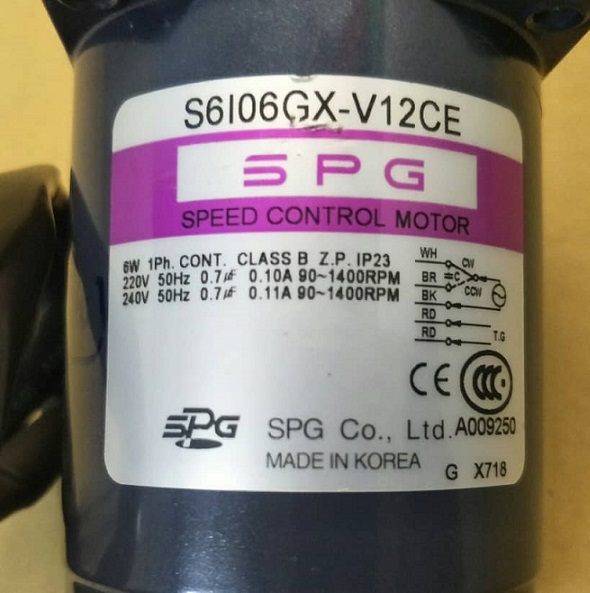 S6I06GX-V12CE
SPG
SPEED CONTROL MOTOR
6W 1Ph. CONT. CLASS B Z.P. IP23
220V 50Hz 0.7㎌ 0.10A 90~1400RPM
240V 50Hz 0.7㎌ 0.11A 90~1400RPM
WH CW
BR C
CCW
BK
RD
RD T.G
CE CCC
A009250
SPG SPG Co., Ltd.
MADE IN KOREA
G X718